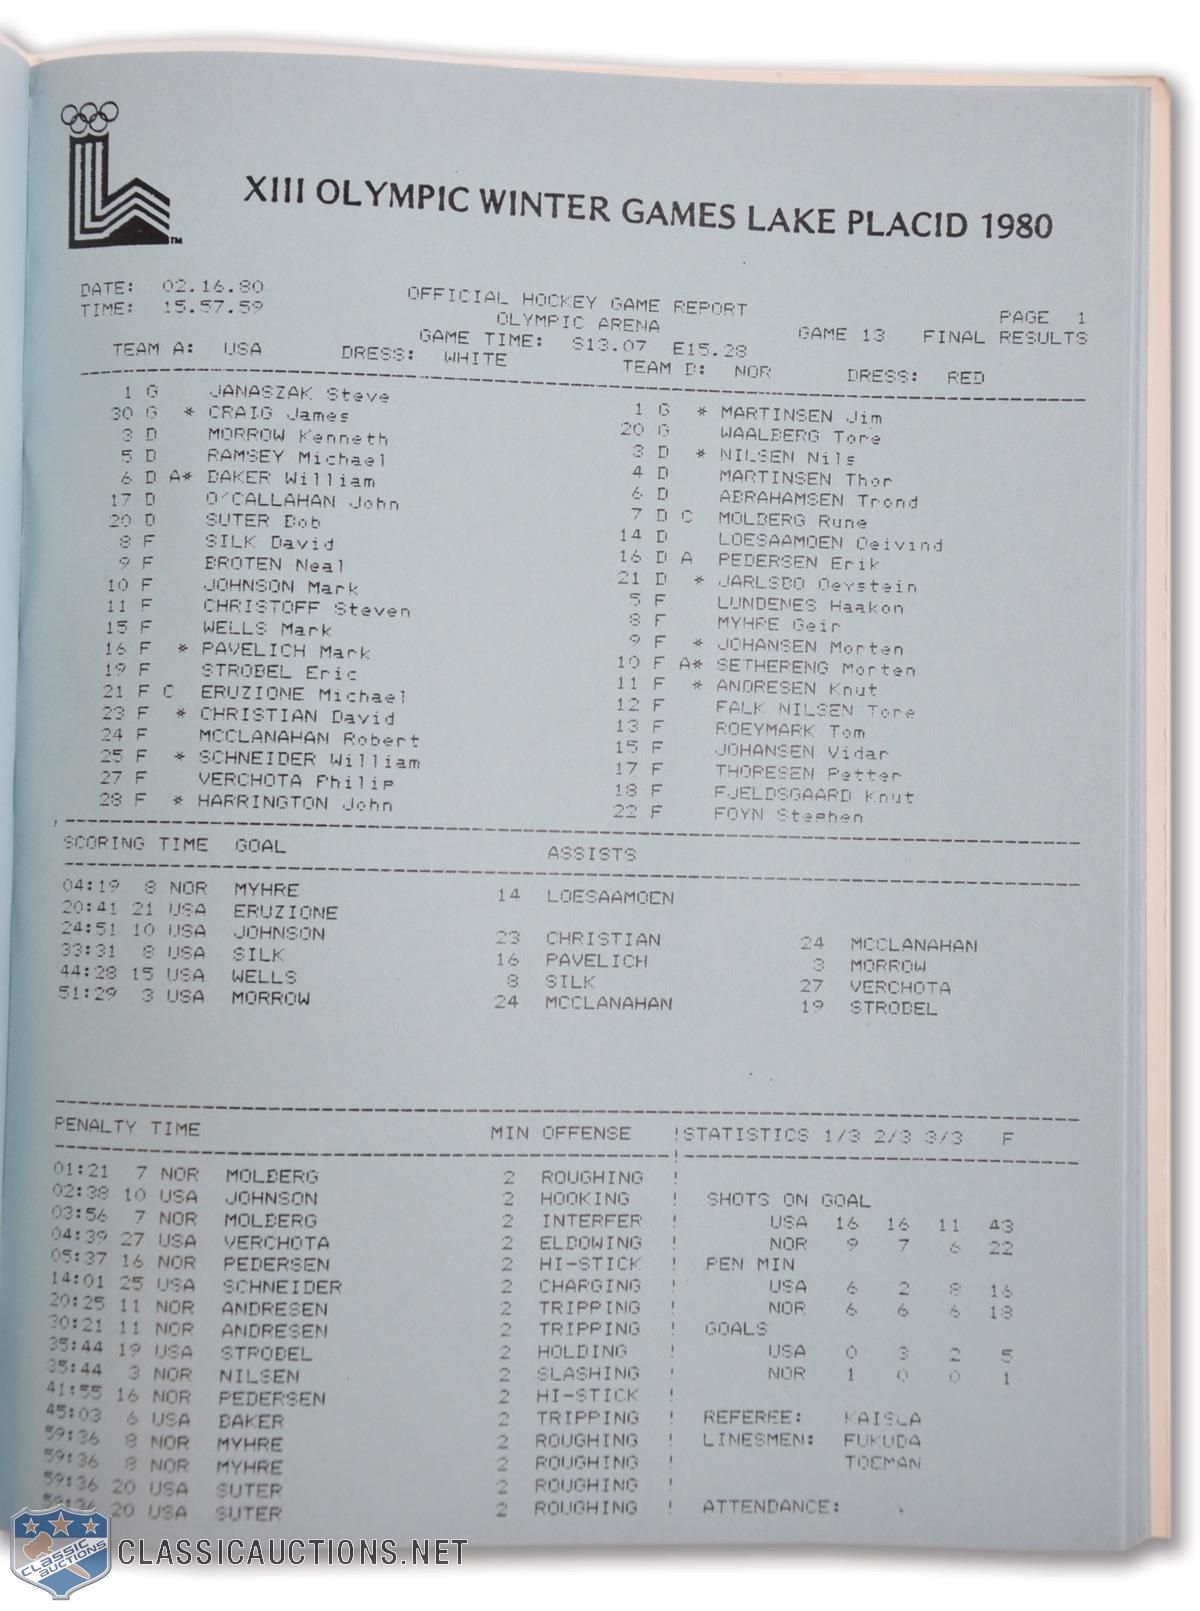 XIII OLYMPIC WINTER GAMES LAKE PLACID 1980
TM
DATE: 02.16.80
TIME: 15.57.59
OFFICIAL HOCKEY GAME REPORT
OLYMPIC ARENA
PAGE 1
GAME TIME: S13.07 E15.28 GAME 13 FINAL RESULTS
TEAM A: USA DRESS: WHITE TEAM B: NOR DRESS: RED
1 G JANASZAK Steve
30 G * CRAIG James
3 D MORROW Kenneth
5 D RAMSEY Michael
6 D A* BAKER William
17 D O'CALLAHAN John
20 D SUTER Bob
8 F SILK David
9 F BROTEN Neal
10 F JOHNSON Mark
11 F CHRISTOFF Steven
15 F WELLS Mark
16 F * PAVELICH Mark
19 F STROBEL Eric
21 F C ERUZIONE Michael
23 F * CHRISTIAN David
24 F MCCLANAHAN Robert
25 F * SCHNEIDER William
27 F VERCHOTA Philip
28 F * HARRINGTON John
1 G * MARTINSEN Jim
20 G WAALBERG Tore
3 D * NILSEN Nils
4 D MARTINSEN Thor
6 D ABRAHAMSEN Trond
7 D C MOLBERG Rune
14 D LOESAAMOEN Oeivind
16 D A PEDERSEN Erik
21 D * JARLSBO Oeystein
5 F LUNDENES Haakon
8 F MYHRE Geir
9 F * JOHANSEN Morten
10 F A* SETHERENG Morten
11 F * ANDRESEN Knut
12 F FALK NILSEN Tore
13 F ROEYMARK Tom
15 F JOHANSEN Vidar
17 F THORESEN Petter
18 F FJELDSGAARD Knut
22 F FOYN Stephen
SCORING TIME GOAL ASSISTS
04:19 8 NOR MYHRE 14 LOESAAMOEN
20:41 21 USA ERUZIONE
24:51 10 USA JOHNSON 23 CHRISTIAN 24 MCCLANAHAN
33:31 8 USA SILK 16 PAVELICH 3 MORROW
44:28 15 USA WELLS 8 SILK 27 VERCHOTA
51:29 3 USA MORROW 24 MCCLANAHAN 19 STROBEL
PENALTY TIME MIN OFFENSE !STATISTICS 1/3 2/3 3/3 F
01:21 7 NOR MOLBERG 2 ROUGHING !
02:38 10 USA JOHNSON 2 HOOKING ! SHOTS ON GOAL
03:56 7 NOR MOLBERG 2 INTERFER ! USA 16 16 11 43
04:39 27 USA VERCHOTA 2 ELBOWING ! NOR 9 7 6 22
05:37 16 NOR PEDERSEN 2 HI-STICK ! PEN MIN
14:01 25 USA SCHNEIDER 2 CHARGING ! USA 6 2 8 16
20:25 11 NOR ANDRESEN 2 TRIPPING ! NOR 6 6 6 18
30:21 11 NOR ANDRESEN 2 TRIPPING ! GOALS
35:44 19 USA STROBEL 2 HOLDING ! USA 0 3 2 5
35:44 3 NOR NILSEN 2 SLASHING ! NOR 1 0 0 1
41:55 16 NOR PEDERSEN 2 HI-STICK !
45:03 6 USA BAKER 2 TRIPPING ! REFEREE: KAISLA
59:36 8 NOR MYHRE 2 ROUGHING ! LINESMEN: FUKUDA
59:36 8 NOR MYHRE 2 ROUGHING ! TOEMAN
59:36 20 USA SUTER 2 ROUGHING !
59:36 20 USA SUTER 2 ROUGHING ! ATTENDANCE:
CLASSIC AUCTIONS
CLASSICAUCTIONS.NET